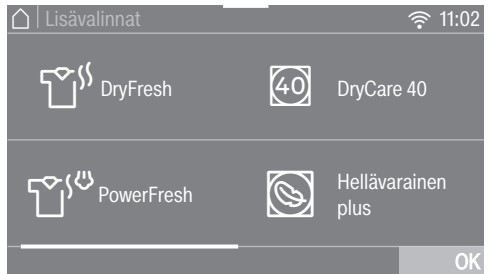 Lisävalinnat 11:02
DryFresh
40 DryCare 40
PowerFresh
Hellävarainen
plus
OK